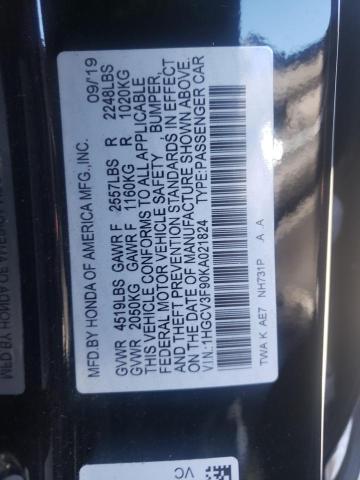 MFD. BY HONDA OF AMERICA MFG.,INC. 09/19
GVWR 4519LBS GAWR F 2557LBS R 2248LBS
GVWR 2050KG GAWR F 1160KG R 1020KG
THIS VEHICLE CONFORMS TO ALL APPLICABLE
FEDERAL MOTOR VEHICLE SAFETY, BUMPER,
AND THEFT PREVENTION STANDARDS IN EFFECT
ON THE DATE OF MANUFACTURE SHOWN ABOVE.
V.I.N.:1HGCV3F90KA021824 TYPE:PASSENGER CAR
TWA K AE7 NH731P A A
VC